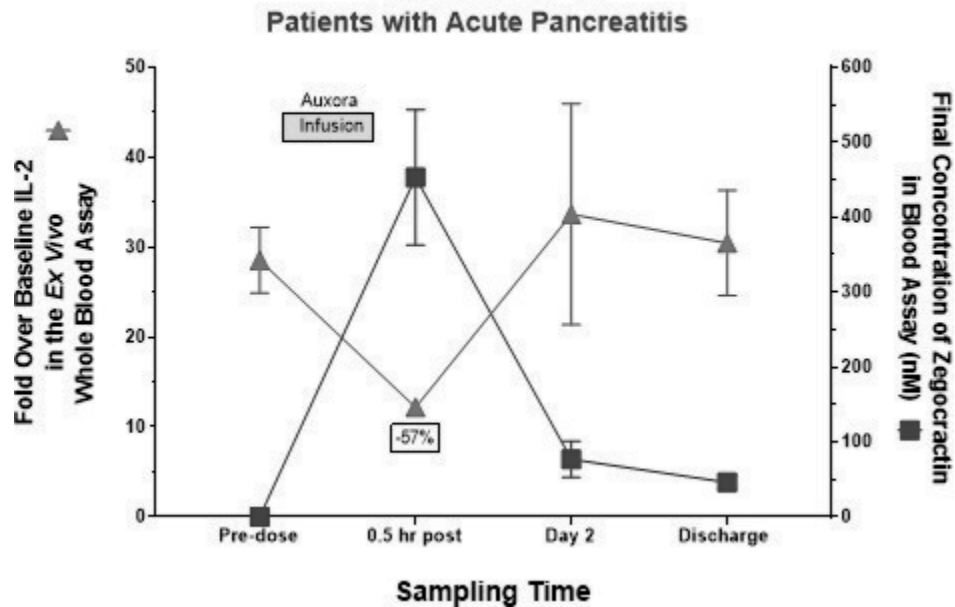 Patients with Acute Pancreatitis
Fold Over Baseline IL-2
in the Ex Vivo
Whole Blood Assay
50
40
30
20
10
0
Auxora
Infusion
-57%
600
500
400
300
200
100
0
Final Concontration of Zegocractin
in Blood Assay (nM)
Pre-dose
0.5 hr post
Day 2
Discharge
Sampling Time